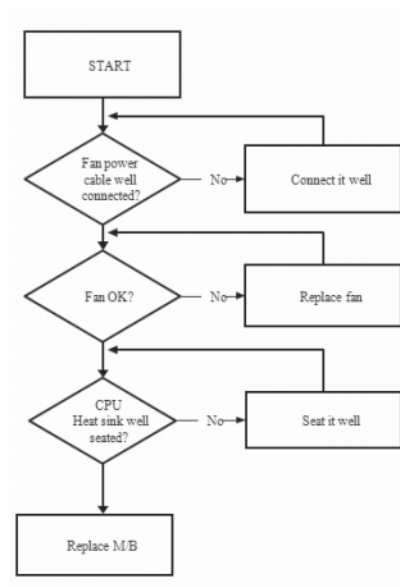 START
Fan power
cable well
connected?
No
Connect it well
Fan OK?
No
Replace fan
CPU
Heat sink well
seated?
No
Seat it well
Replace M/B